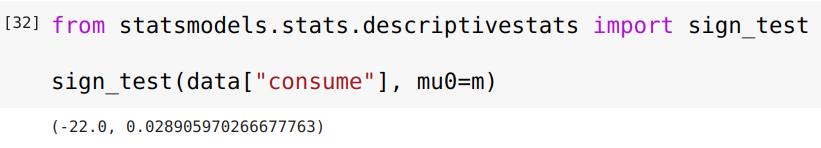 [32] from statsmodels.stats.descriptivestats import sign_test
sign_test(data["consume"], mu0=m)
(-22.0, 0.028905970266677763)